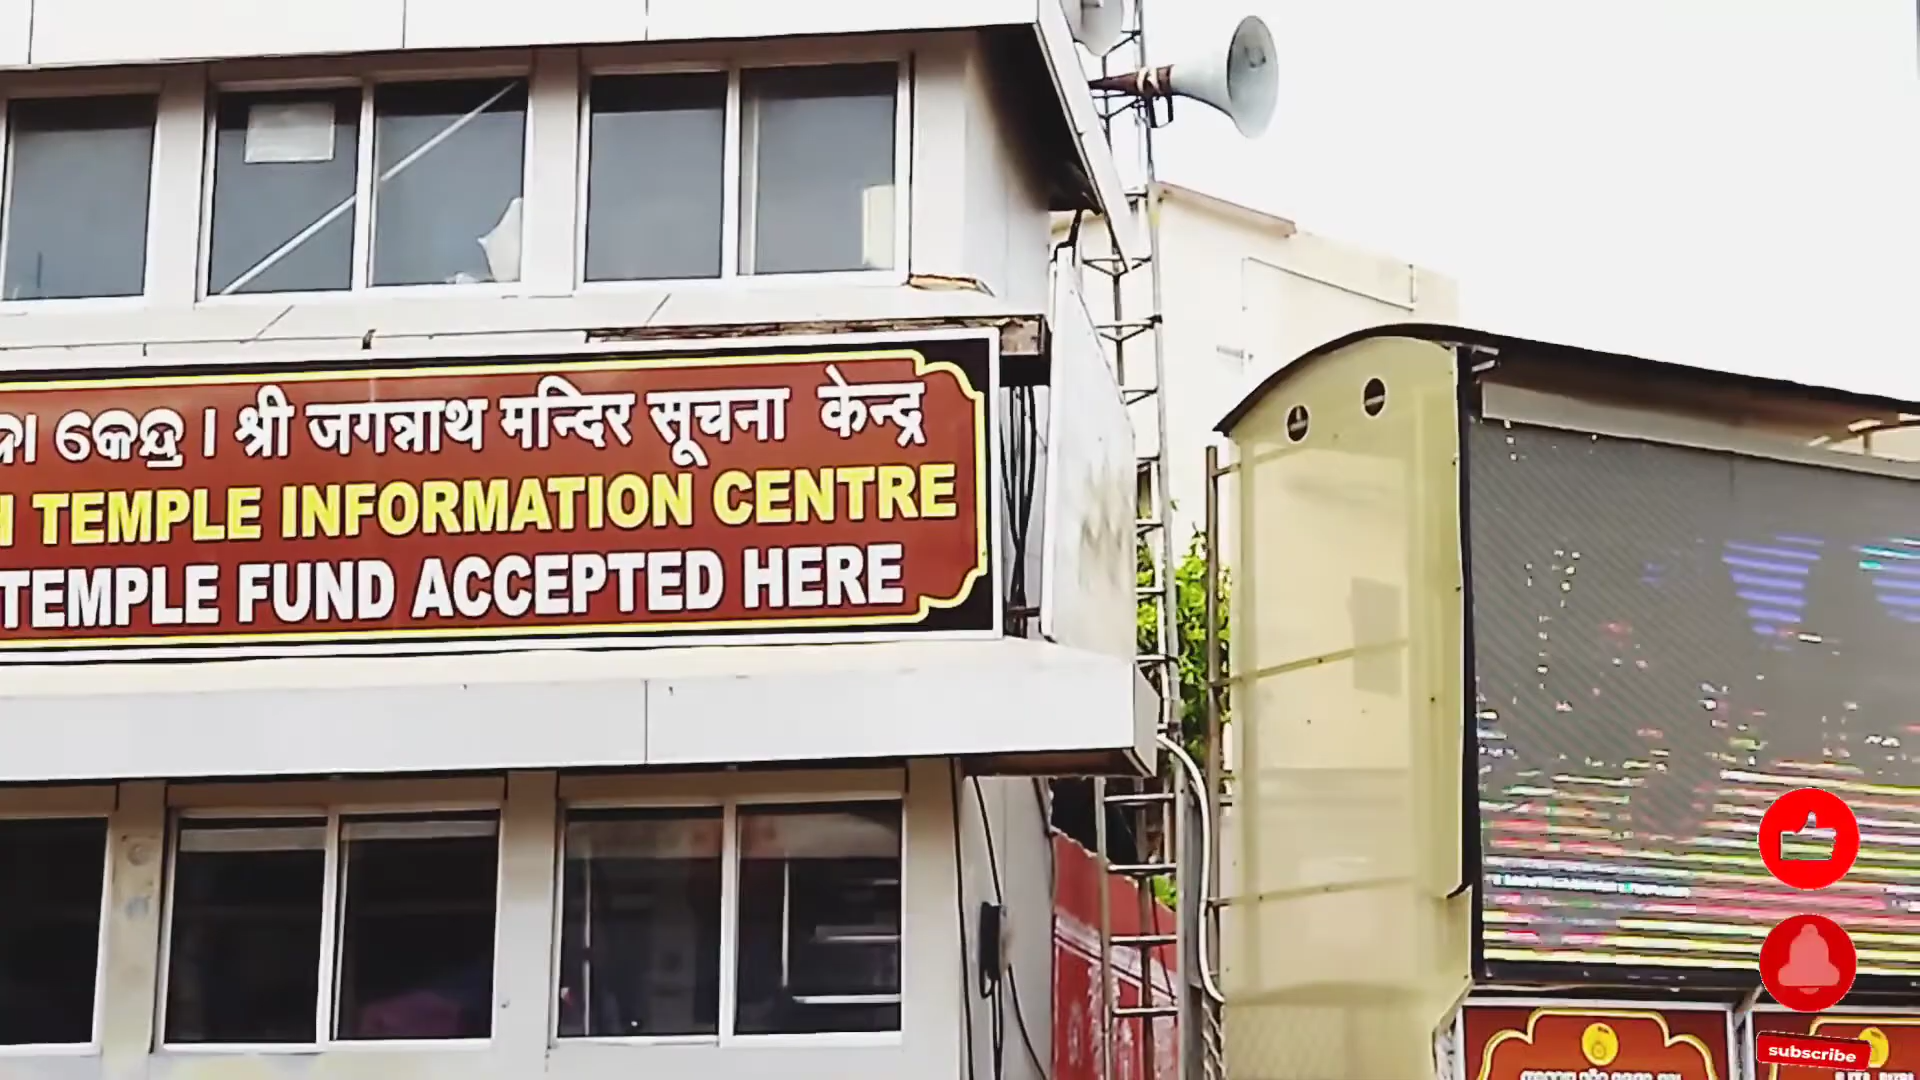 କେନ୍ଦ୍ର । श्री जगन्नाथ मन्दिर सूचना केन्द्र
TEMPLE INFORMATION CENTRE
TEMPLE FUND ACCEPTED HERE
subscribe